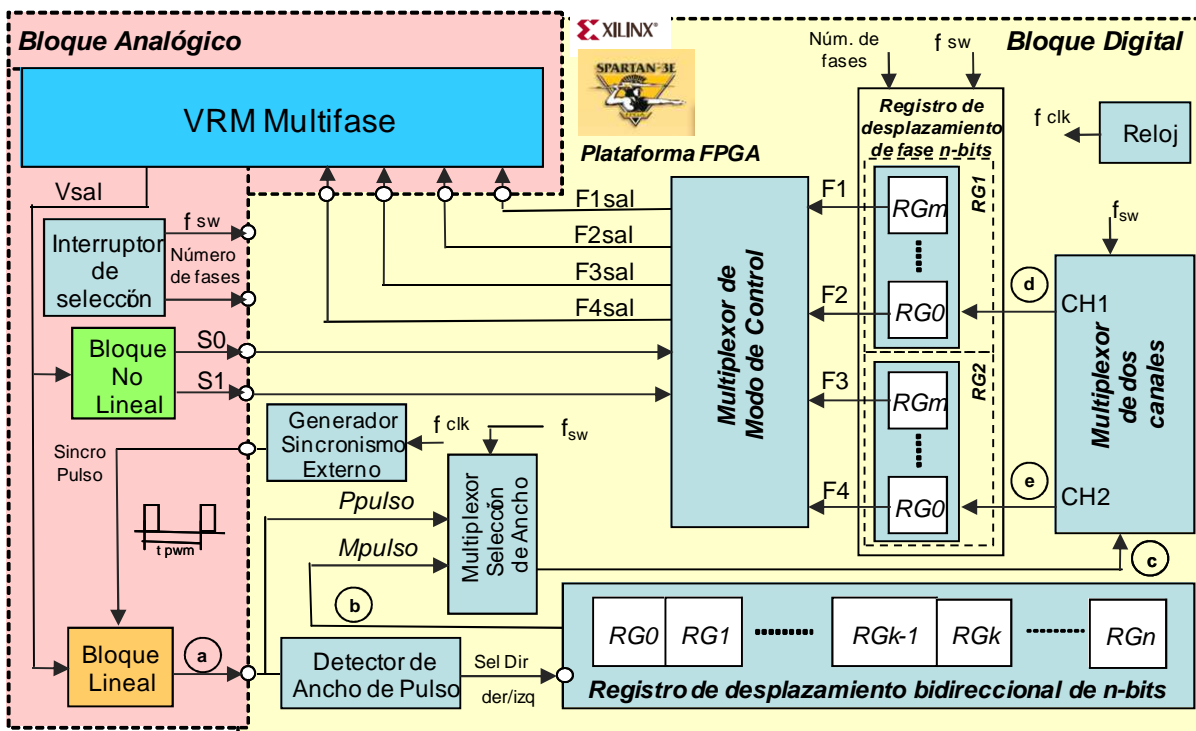 Bloque Analógico
VRM Multifase
Vsal
Interruptor
de
selección
f sw
Número
de fases
Bloque
No
Lineal
S0
S1
Sincro
Pulso
t pwm
Bloque
Lineal
a
XILINX®
SPARTAN-3E
Plataforma FPGA
Bloque Digital
Núm. de
fases
f sw
Registro de
desplazamiento
de fase n-bits
f clk
Reloj
F1sal
F2sal
F3sal
F4sal
Multiplexor de
Modo de Control
F1
F2
F3
F4
RGm
RG0
RG1
RGm
RG0
RG2
d
e
fsw
CH1
CH2
Multiplexor
de dos
canales
c
Generador
Sincronismo
Externo
f clk
fsw
Ppulso
Mpulso
Multiplexor
Selección
de Ancho
b
Detector de
Ancho de Pulso
Sel Dir
der/izq
RG0
RG1
RGk-1
RGk
RGn
Registro de desplazamiento bidireccional de n-bits